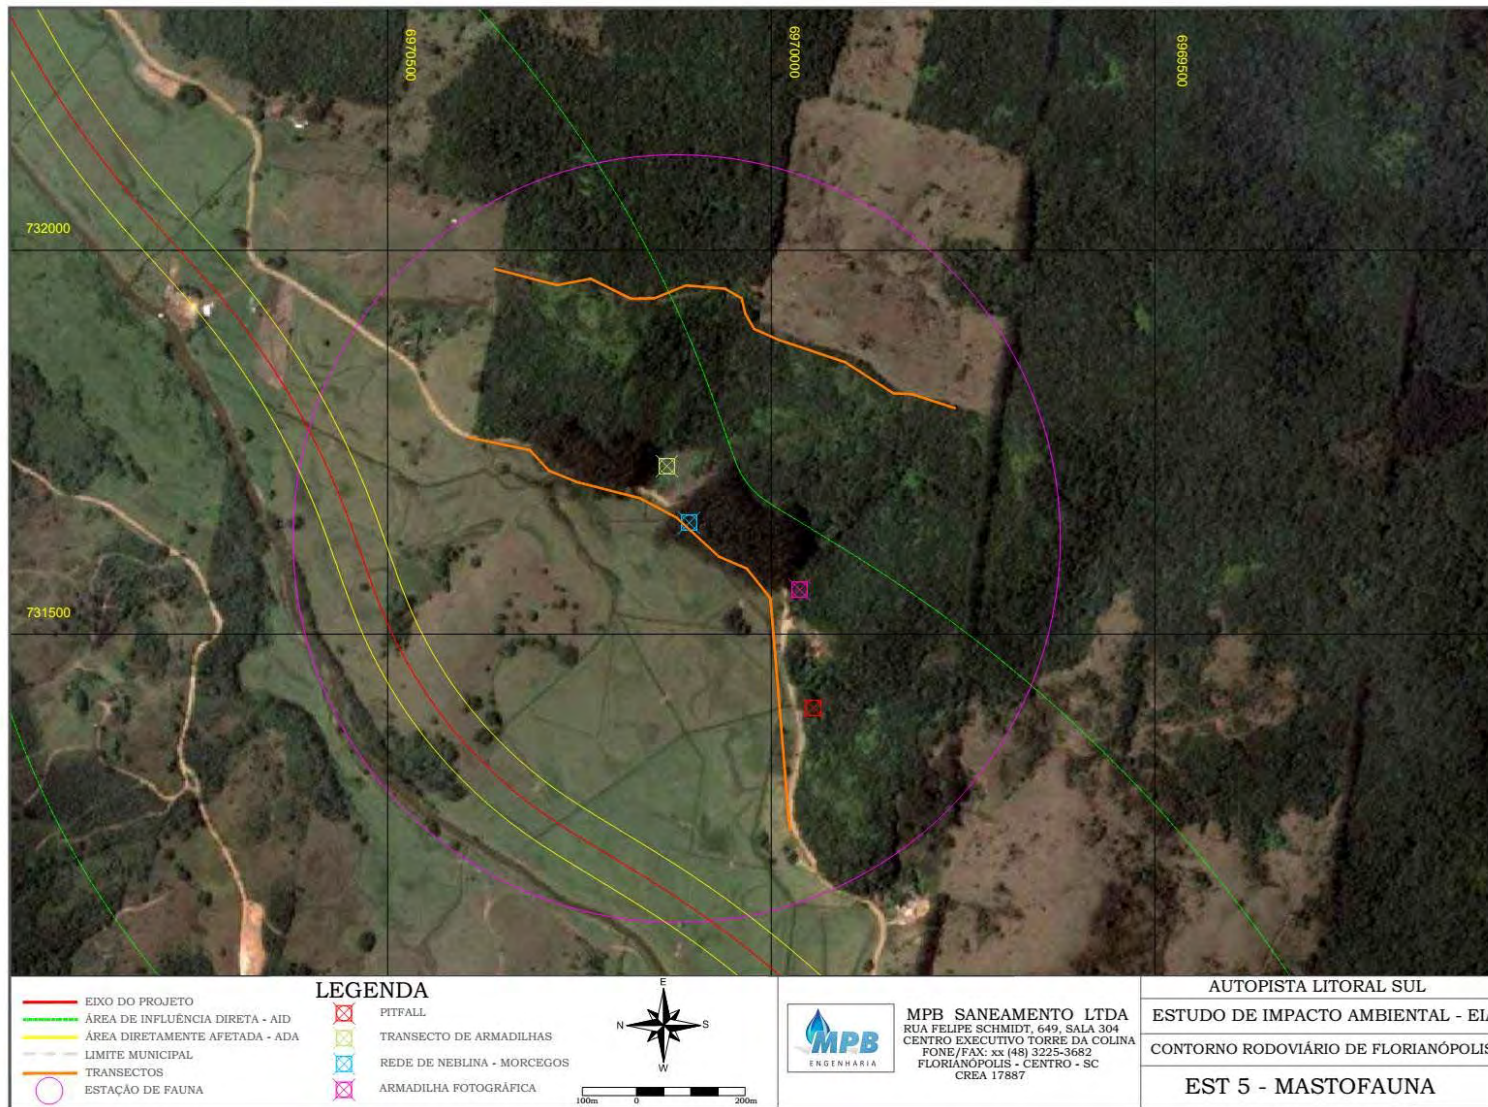 6970500
6970000
6969500
732000
731500
LEGENDA
EIXO DO PROJETO
ÁREA DE INFLUÊNCIA DIRETA - AID
ÁREA DIRETAMENTE AFETADA - ADA
LIMITE MUNICIPAL
TRANSECTOS
ESTAÇÃO DE FAUNA
PITFALL
TRANSECTO DE ARMADILHAS
REDE DE NEBLINA - MORCEGOS
ARMADILHA FOTOGRÁFICA
E
N S
W
100m 0 200m
MPB
ENGENHARIA
MPB SANEAMENTO LTDA
RUA FELIPE SCHMIDT, 649, SALA 304
CENTRO EXECUTIVO TORRE DA COLINA
FONE/FAX: xx (48) 3225-3682
FLORIANÓPOLIS - CENTRO - SC
CREA 17887
AUTOPISTA LITORAL SUL
ESTUDO DE IMPACTO AMBIENTAL - EIA
CONTORNO RODOVIÁRIO DE FLORIANÓPOLIS
EST 5 - MASTOFAUNA